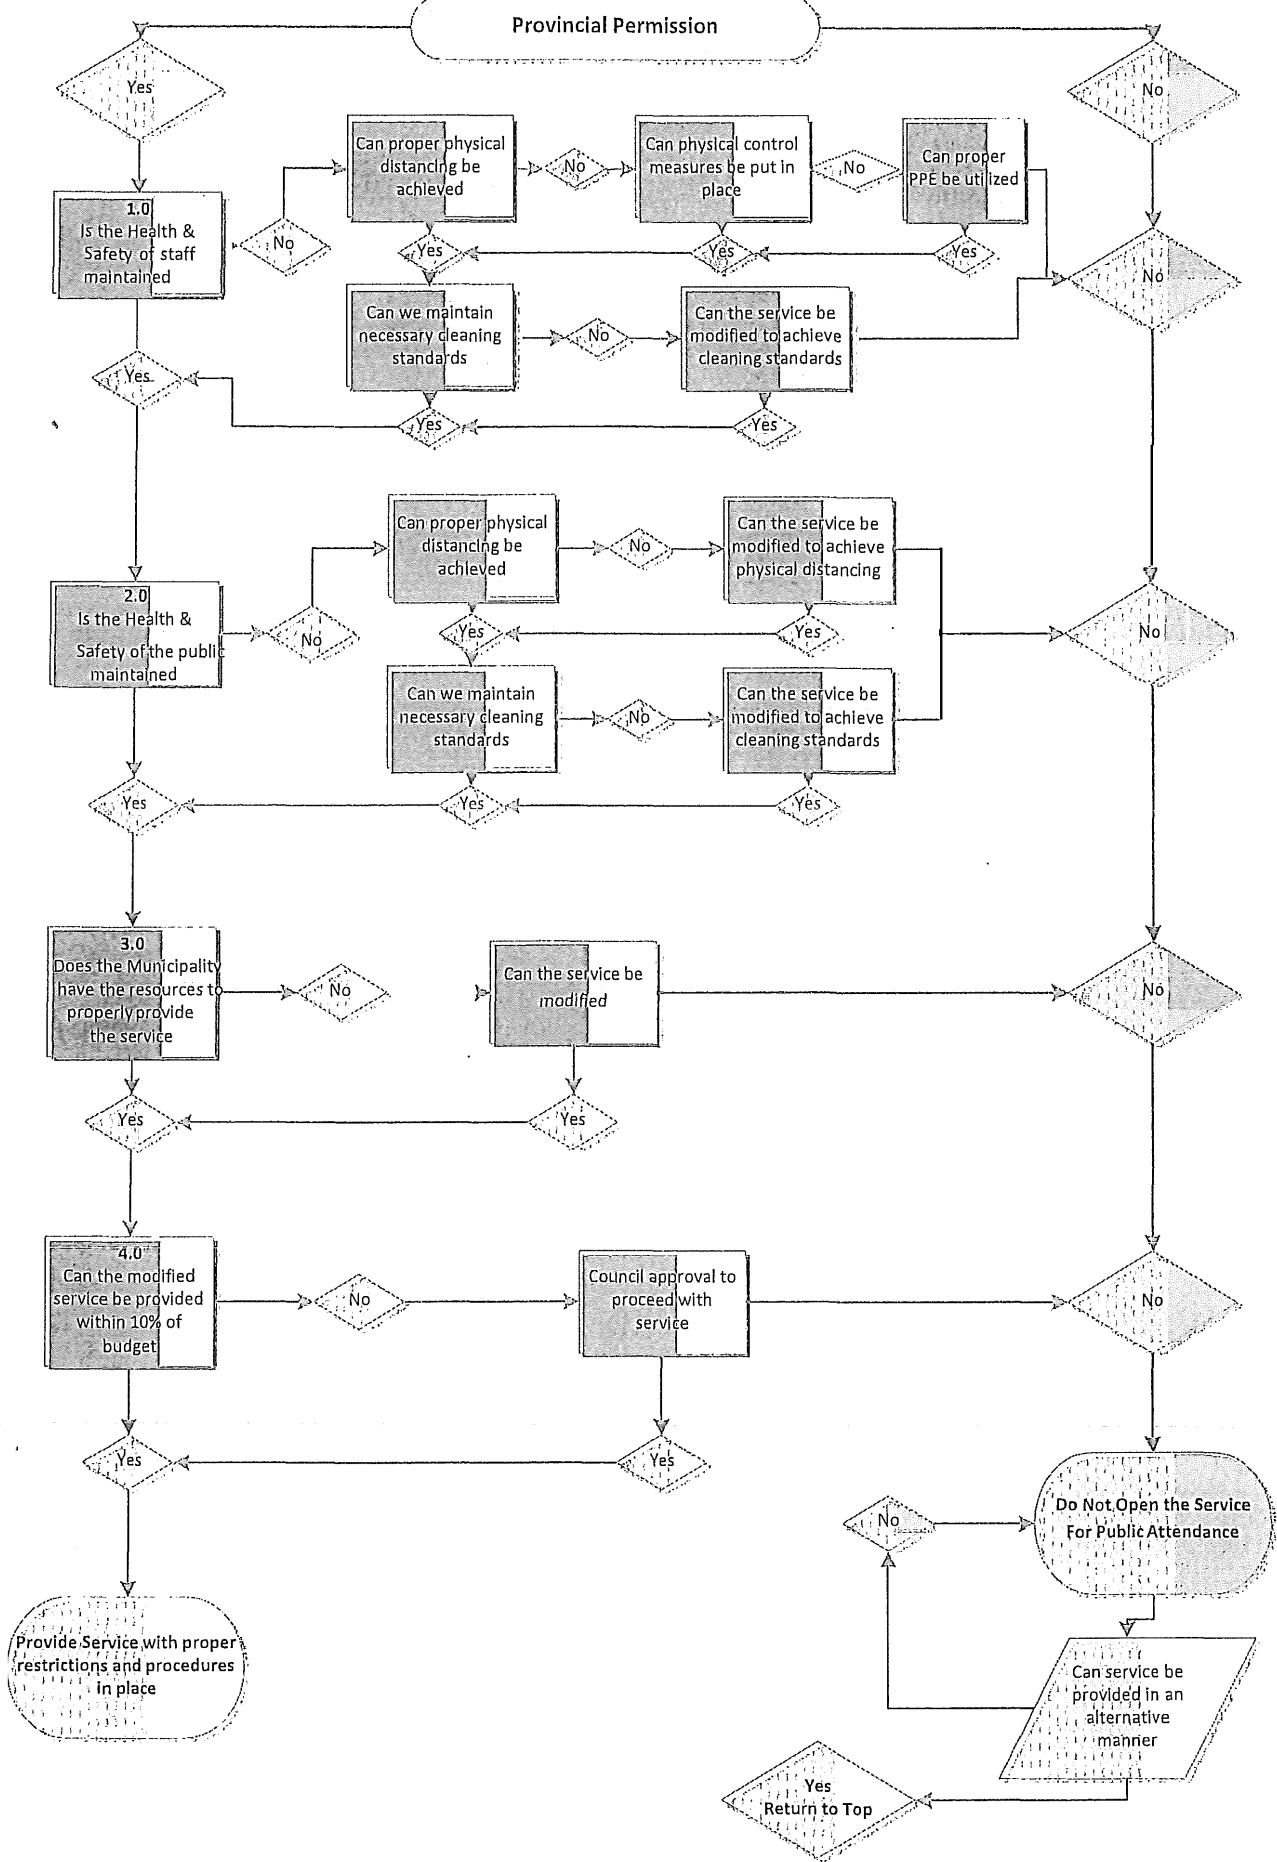 Provincial Permission
Yes
No
Can proper physical
distancing be
achieved
No
Can physical control
measures be put in
place
No
Can proper
PPE be utilized
1.0
Is the Health &
Safety of staff
maintained
No
Yes
Yes
Yes
No
Can we maintain
necessary cleaning
standards
No
Can the service be
modified to achieve
cleaning standards
Yes
Yes
Yes
Can proper physical
distancing be
achieved
No
Can the service be
modified to achieve
physical distancing
2.0
Is the Health &
Safety of the public
maintained
No
Yes
Yes
No
Can we maintain
necessary cleaning
standards
No
Can the service be
modified to achieve
cleaning standards
Yes
Yes
Yes
3.0
Does the Municipality
have the resources to
properly provide
the service
No
Can the service be
modified
No
Yes
Yes
4.0
Can the modified
service be provided
within 10% of
budget
No
Council approval to
proceed with
service
No
Yes
Yes
No
Do Not Open the Service
For Public Attendance
Provide Service with proper
restrictions and procedures
in place
Can service be
provided in an
alternative
manner
Yes
Return to Top